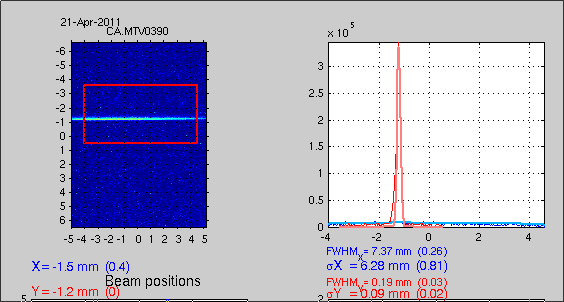 21-Apr-2011
CA.MTV0390
-6
-5
-4
-3
-2
-1
0
1
2
3
4
5
6
-5 -4 -3 -2 -1 0 1 2 3 4 5
x 10^5
3
2.5
2
1.5
1
0.5
0
-4 -2 0 2 4
X= -1.5 mm (0.4)
Y= -1.2 mm (0)
Beam positions
FWHMx= 7.37 mm (0.26)
σX = 6.28 mm (0.81)
FWHMy= 0.19 mm (0.03)
σY = 0.09 mm (0.02)
5
2